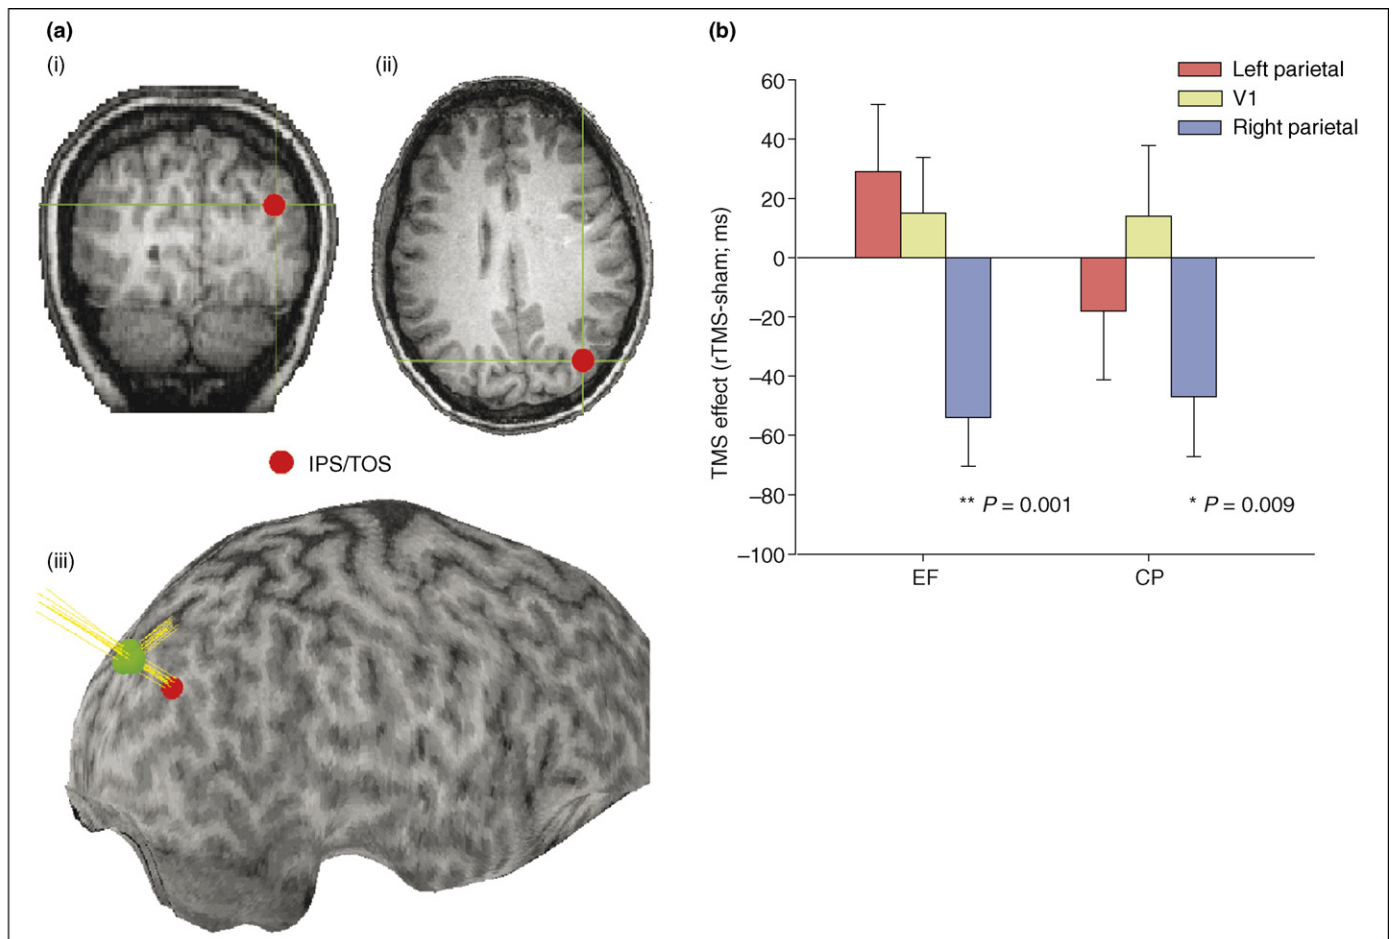 (a)
(i)
(ii)
IPS/TOS
(iii)
(b)
Left parietal
V1
Right parietal
60
40
20
0
–20
–40
–60
–80
–100
TMS effect (rTMS-sham; ms)
** P = 0.001
* P = 0.009
EF
CP